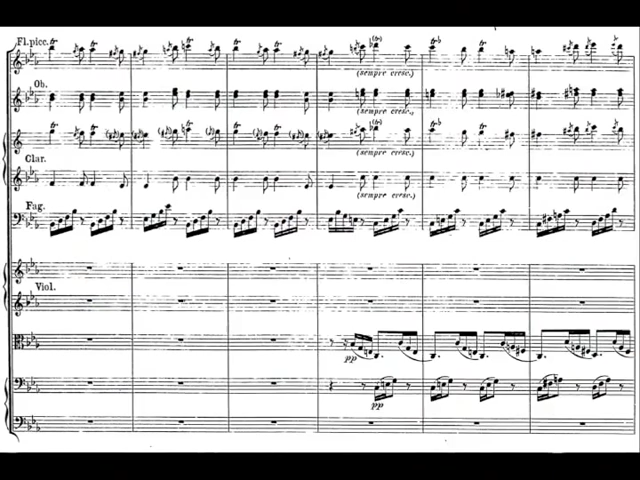 Fl. picc.
(sempre cresc.)
Ob.
(sempre cresc.)
Clar.
(sempre cresc.)
(sempre cresc.)
Fag.
Viol.
pp
pp